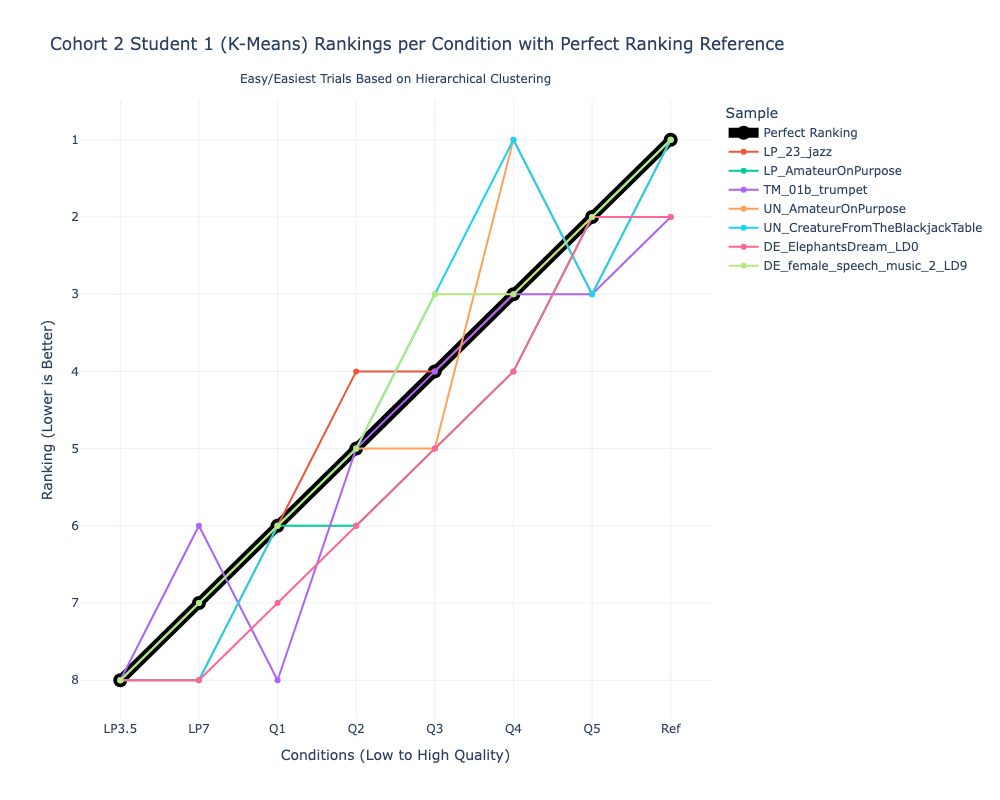 Cohort 2 Student 1 (K-Means) Rankings per Condition with Perfect Ranking Reference
Easy/Easiest Trials Based on Hierarchical Clustering
Sample
Perfect Ranking
LP_23_jazz
LP_AmateurOnPurpose
TM_01b_trumpet
UN_AmateurOnPurpose
UN_CreatureFromTheBlackjackTable
DE_ElephantsDream_LD0
DE_female_speech_music_2_LD9
Ranking (Lower is Better)
1
2
3
4
5
6
7
8
LP3.5 LP7 Q1 Q2 Q3 Q4 Q5 Ref
Conditions (Low to High Quality)